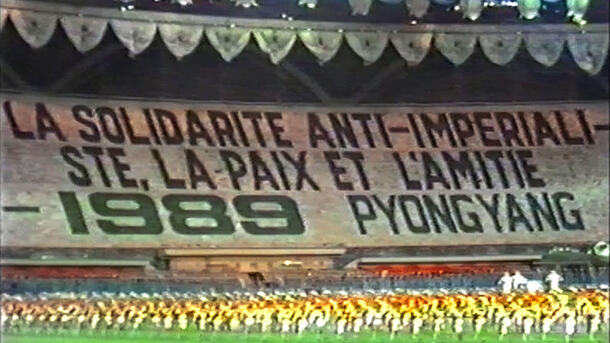 LA SOLIDARITE ANTI-IMPERIALI-
STE, LA-PAIX ET L'AMITIE
-1989 PYONGYANG